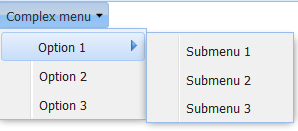 Complex menu
Option 1
Option 2
Option 3
Submenu 1
Submenu 2
Submenu 3